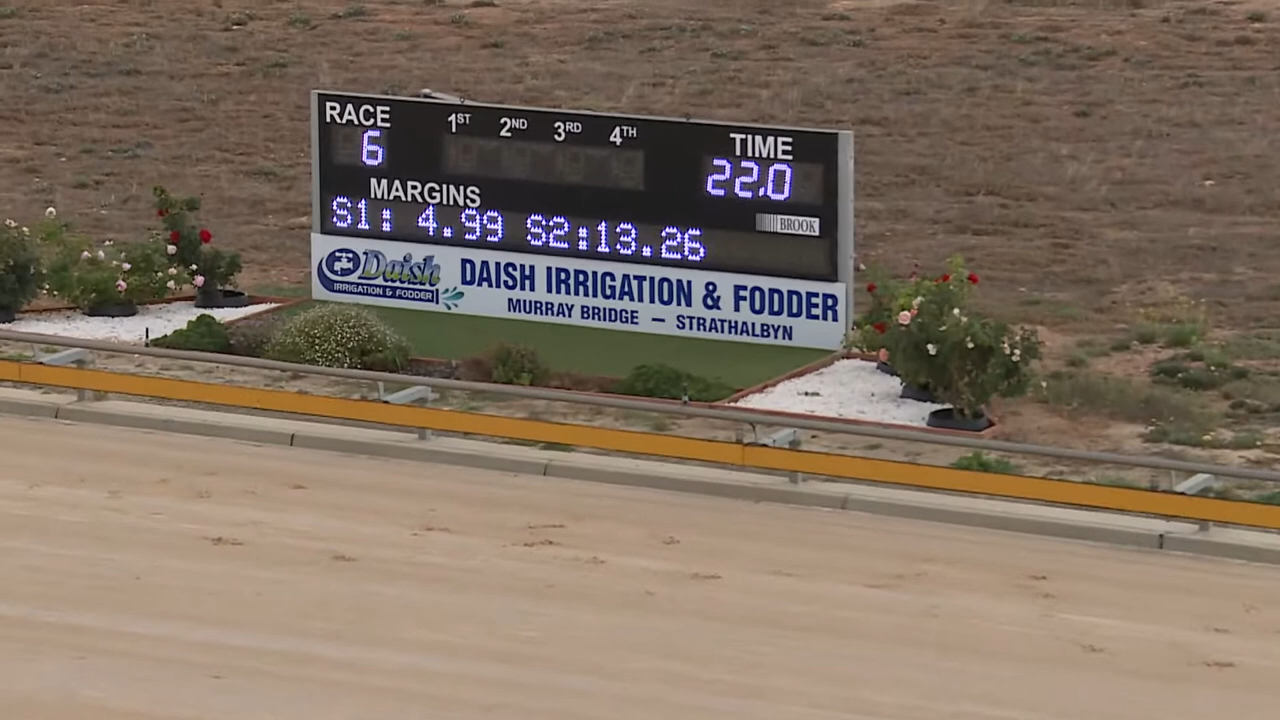 RACE 1ST 2ND 3RD 4TH TIME
6 22.0
MARGINS
S1: 4.99 S2:13.26
BROOK
Daish
IRRIGATION & FODDER
DAISH IRRIGATION & FODDER
MURRAY BRIDGE – STRATHALBYN